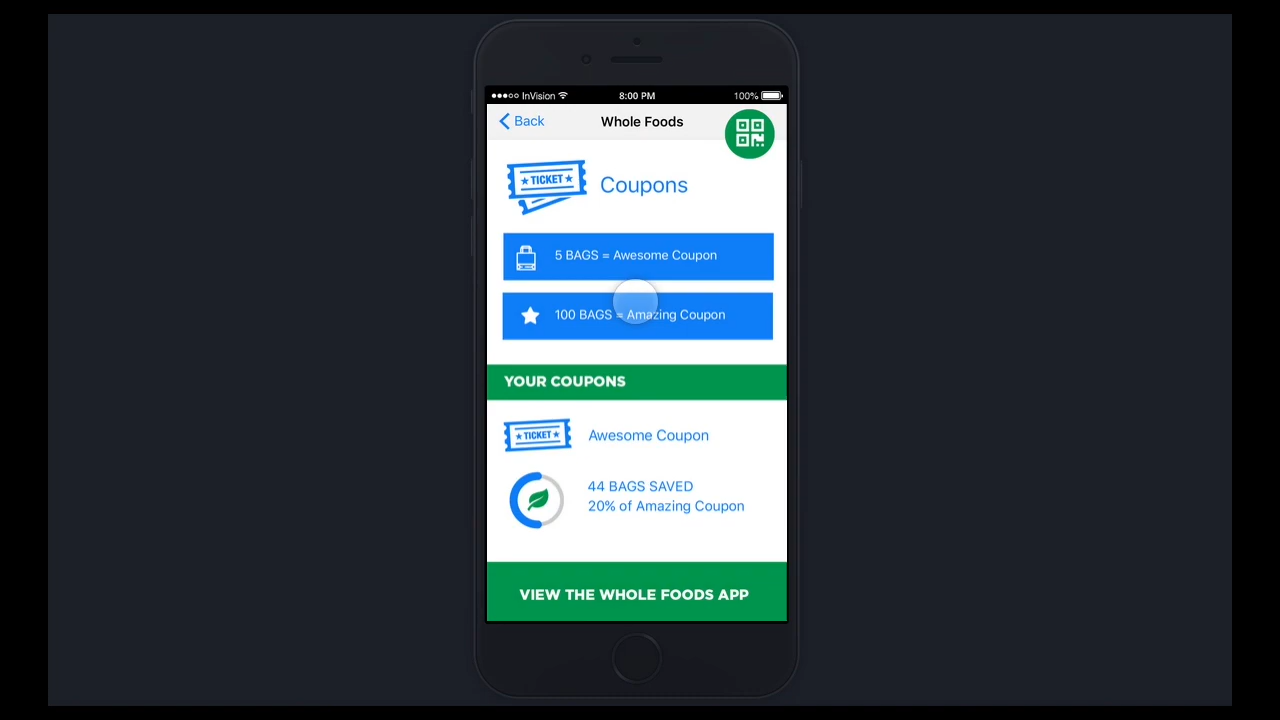 InVision 8:00 PM 100%
Back Whole Foods
TICKET Coupons
5 BAGS = Awesome Coupon
100 BAGS = Amazing Coupon
YOUR COUPONS
TICKET Awesome Coupon
44 BAGS SAVED
20% of Amazing Coupon
VIEW THE WHOLE FOODS APP